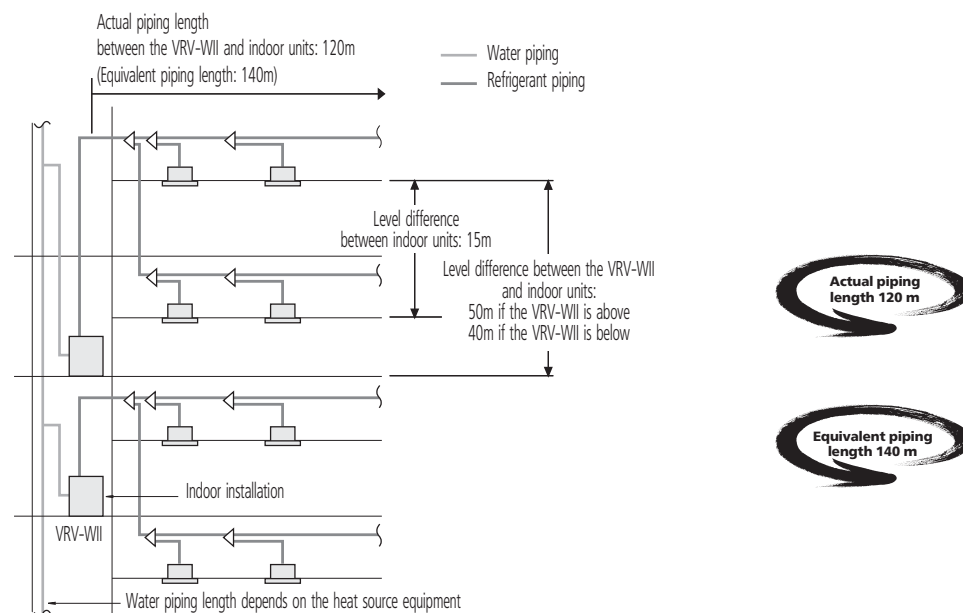 Actual piping length
between the VRV-WII and indoor units: 120m
(Equivalent piping length: 140m)
Water piping
Refrigerant piping
Level difference
between indoor units: 15m
Level difference between the VRV-WII
and indoor units:
50m if the VRV-WII is above
40m if the VRV-WII is below
Actual piping
length 120 m
Equivalent piping
length 140 m
Indoor installation
VRV-WII
Water piping length depends on the heat source equipment